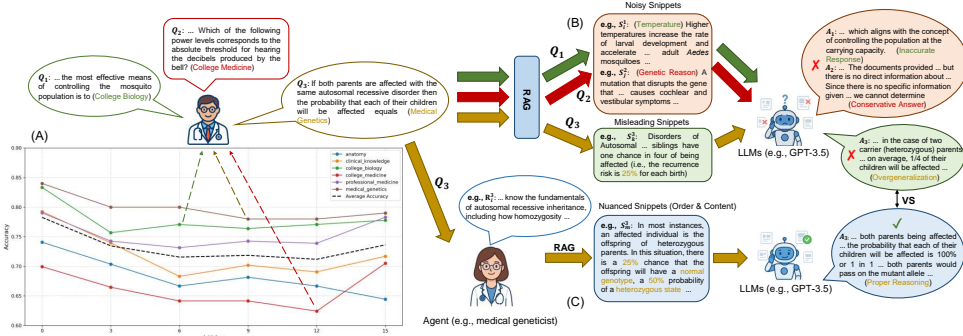 Q2: ... Which of the following
power levels corresponds to the
absolute threshold for hearing
the decibels produced by the
bell? (College Medicine)
Q1: ... the most effective means
of controlling the mosquito
population is to (College Biology)
Q3: If both parents are affected with the
same autosomal recessive disorder then
the probability that each of their children
will be affected equals (Medical
Genetics)
(A)
0.90
0.85
0.80
0.75
0.70
0.65
0.60
Accuracy
0
3
6
9
12
15
anatomy
clinical_knowledge
college_biology
college_medicine
professional_medicine
medical_genetics
Average Accuracy
RAG
Q1
Q2
Q3
Q3
(B)
Noisy Snippets
e.g., S_i^1: (Temperature) Higher
temperatures increase the rate
of larval development and
accelerate ... adult Aedes
mosquitoes ...
e.g., S_j^2: (Genetic Reason) A
mutation that disrupts the gene
that ... causes cochlear and
vestibular symptoms ...
Misleading Snippets
e.g., S_k^3: Disorders of
Autosomal ... siblings have
one chance in four of being
affected (i.e., the recurrence
risk is 25% for each birth)
Nuanced Snippets (Order & Content)
e.g., S_m^3: In most instances, an
affected individual is the
offspring of heterozygous
parents. In this situation, there
is a 25% chance that the
offspring will have a normal
genotype, a 50% probability
of a heterozygous state ...
e.g., R_i^3: ... know the fundamentals
of autosomal recessive inheritance,
including how homozygosity ...
RAG
(C)
Agent (e.g., medical geneticist)
LLMs (e.g., GPT-3.5)
A1: ... which aligns with the concept
of controlling the population at the
carrying capacity. (Inaccurate
Response)
A2: The documents provided ... but
there is no direct information about ...
Since there is no specific information
given ... we cannot determine
(Conservative Answer)
A3: ... in the case of two
carrier (heterozygous) parents
... on average, 1/4 of their
children will be affected ...
(Overgeneralization)
VS
A3: ... both parents being affected
... the probability that each of their
children will be affected is 100%
or 1 in 1 ... both parents would
pass on the mutant allele ...
(Proper Reasoning)
LLMs (e.g., GPT-3.5)